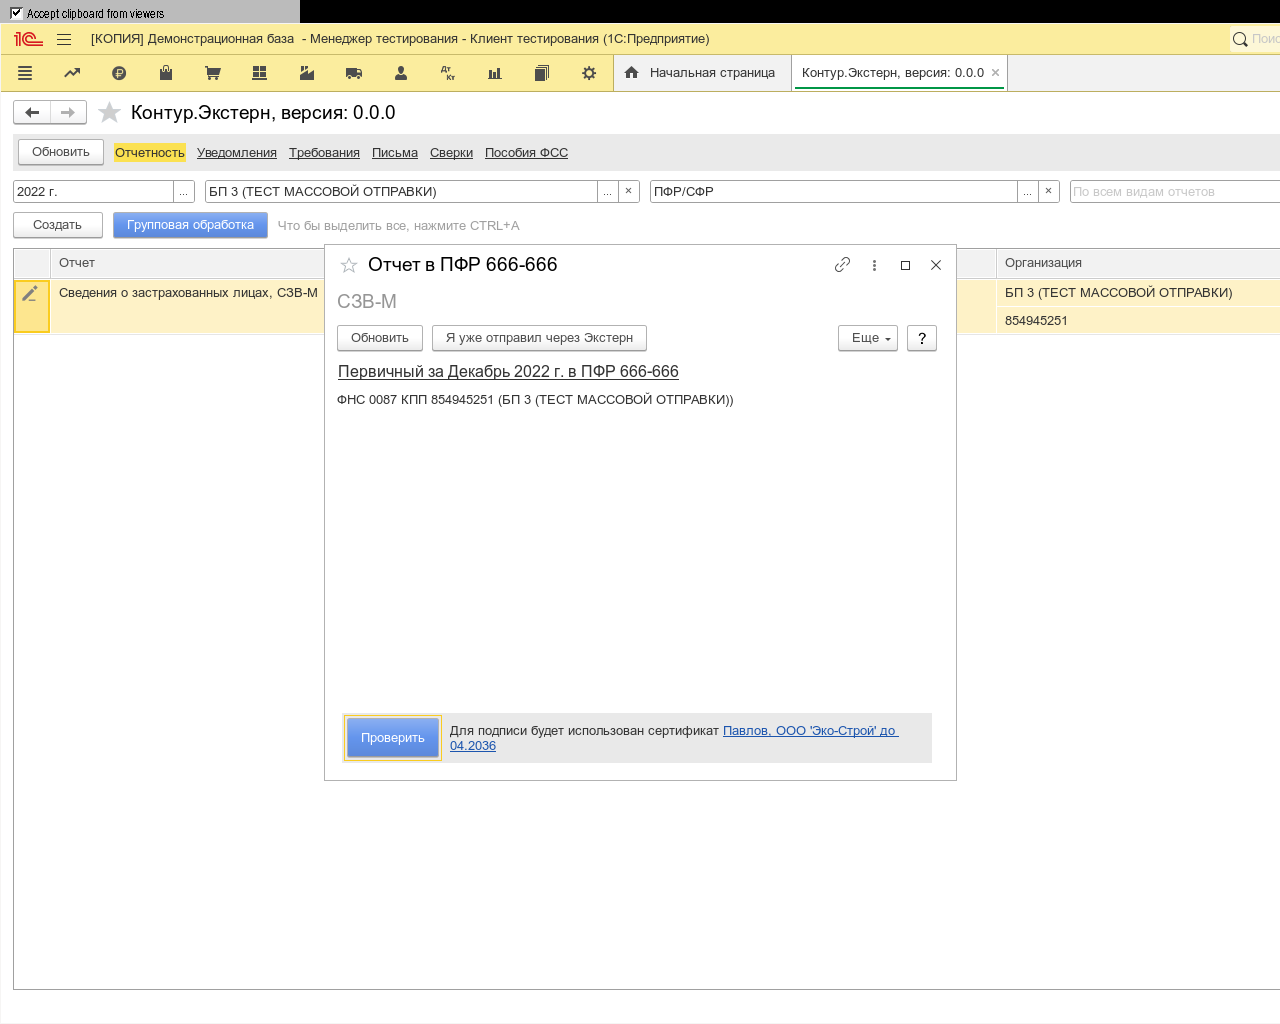 Accept clipboard from viewers
[КОПИЯ] Демонстрационная база - Менеджер тестирования - Клиент тестирования (1С:Предприятие)
Дт Кт
Начальная страница
Контур.Экстерн, версия: 0.0.0
Контур.Экстерн, версия: 0.0.0
Обновить Отчетность Уведомления Требования Письма Сверки Пособия ФСС
2022 г. ... БП 3 (ТЕСТ МАССОВОЙ ОТПРАВКИ) ... × ПФР/СФР ... × По всем видам отчетов
Создать Групповая обработка Что бы выделить все, нажмите CTRL+A
Отчет Организация
Сведения о застрахованных лицах, СЗВ-М БП 3 (ТЕСТ МАССОВОЙ ОТПРАВКИ)
854945251
Отчет в ПФР 666-666
СЗВ-М
Обновить Я уже отправил через Экстерн Еще ?
Первичный за Декабрь 2022 г. в ПФР 666-666
ФНС 0087 КПП 854945251 (БП 3 (ТЕСТ МАССОВОЙ ОТПРАВКИ))
Проверить
Для подписи будет использован сертификат Павлов, ООО 'Эко-Строй' до
04.2036